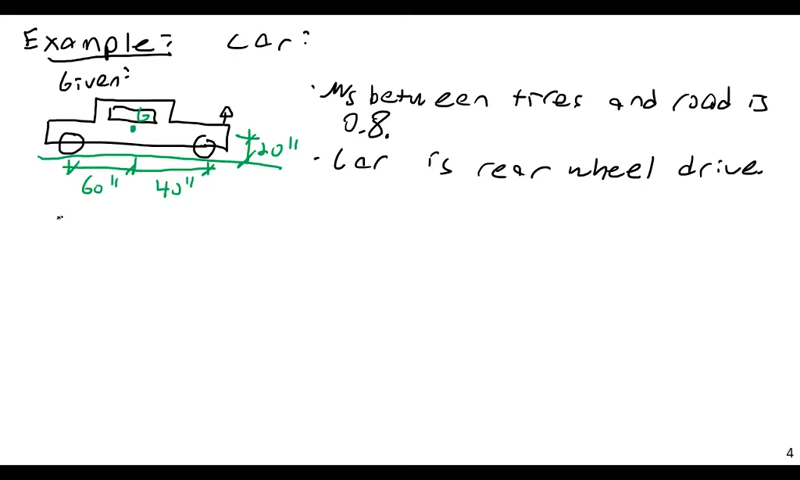 Example: Car:
Given:
· μs between tires and road is
0.8.
G
20"
· Car is rear wheel drive.
60" 40"
4